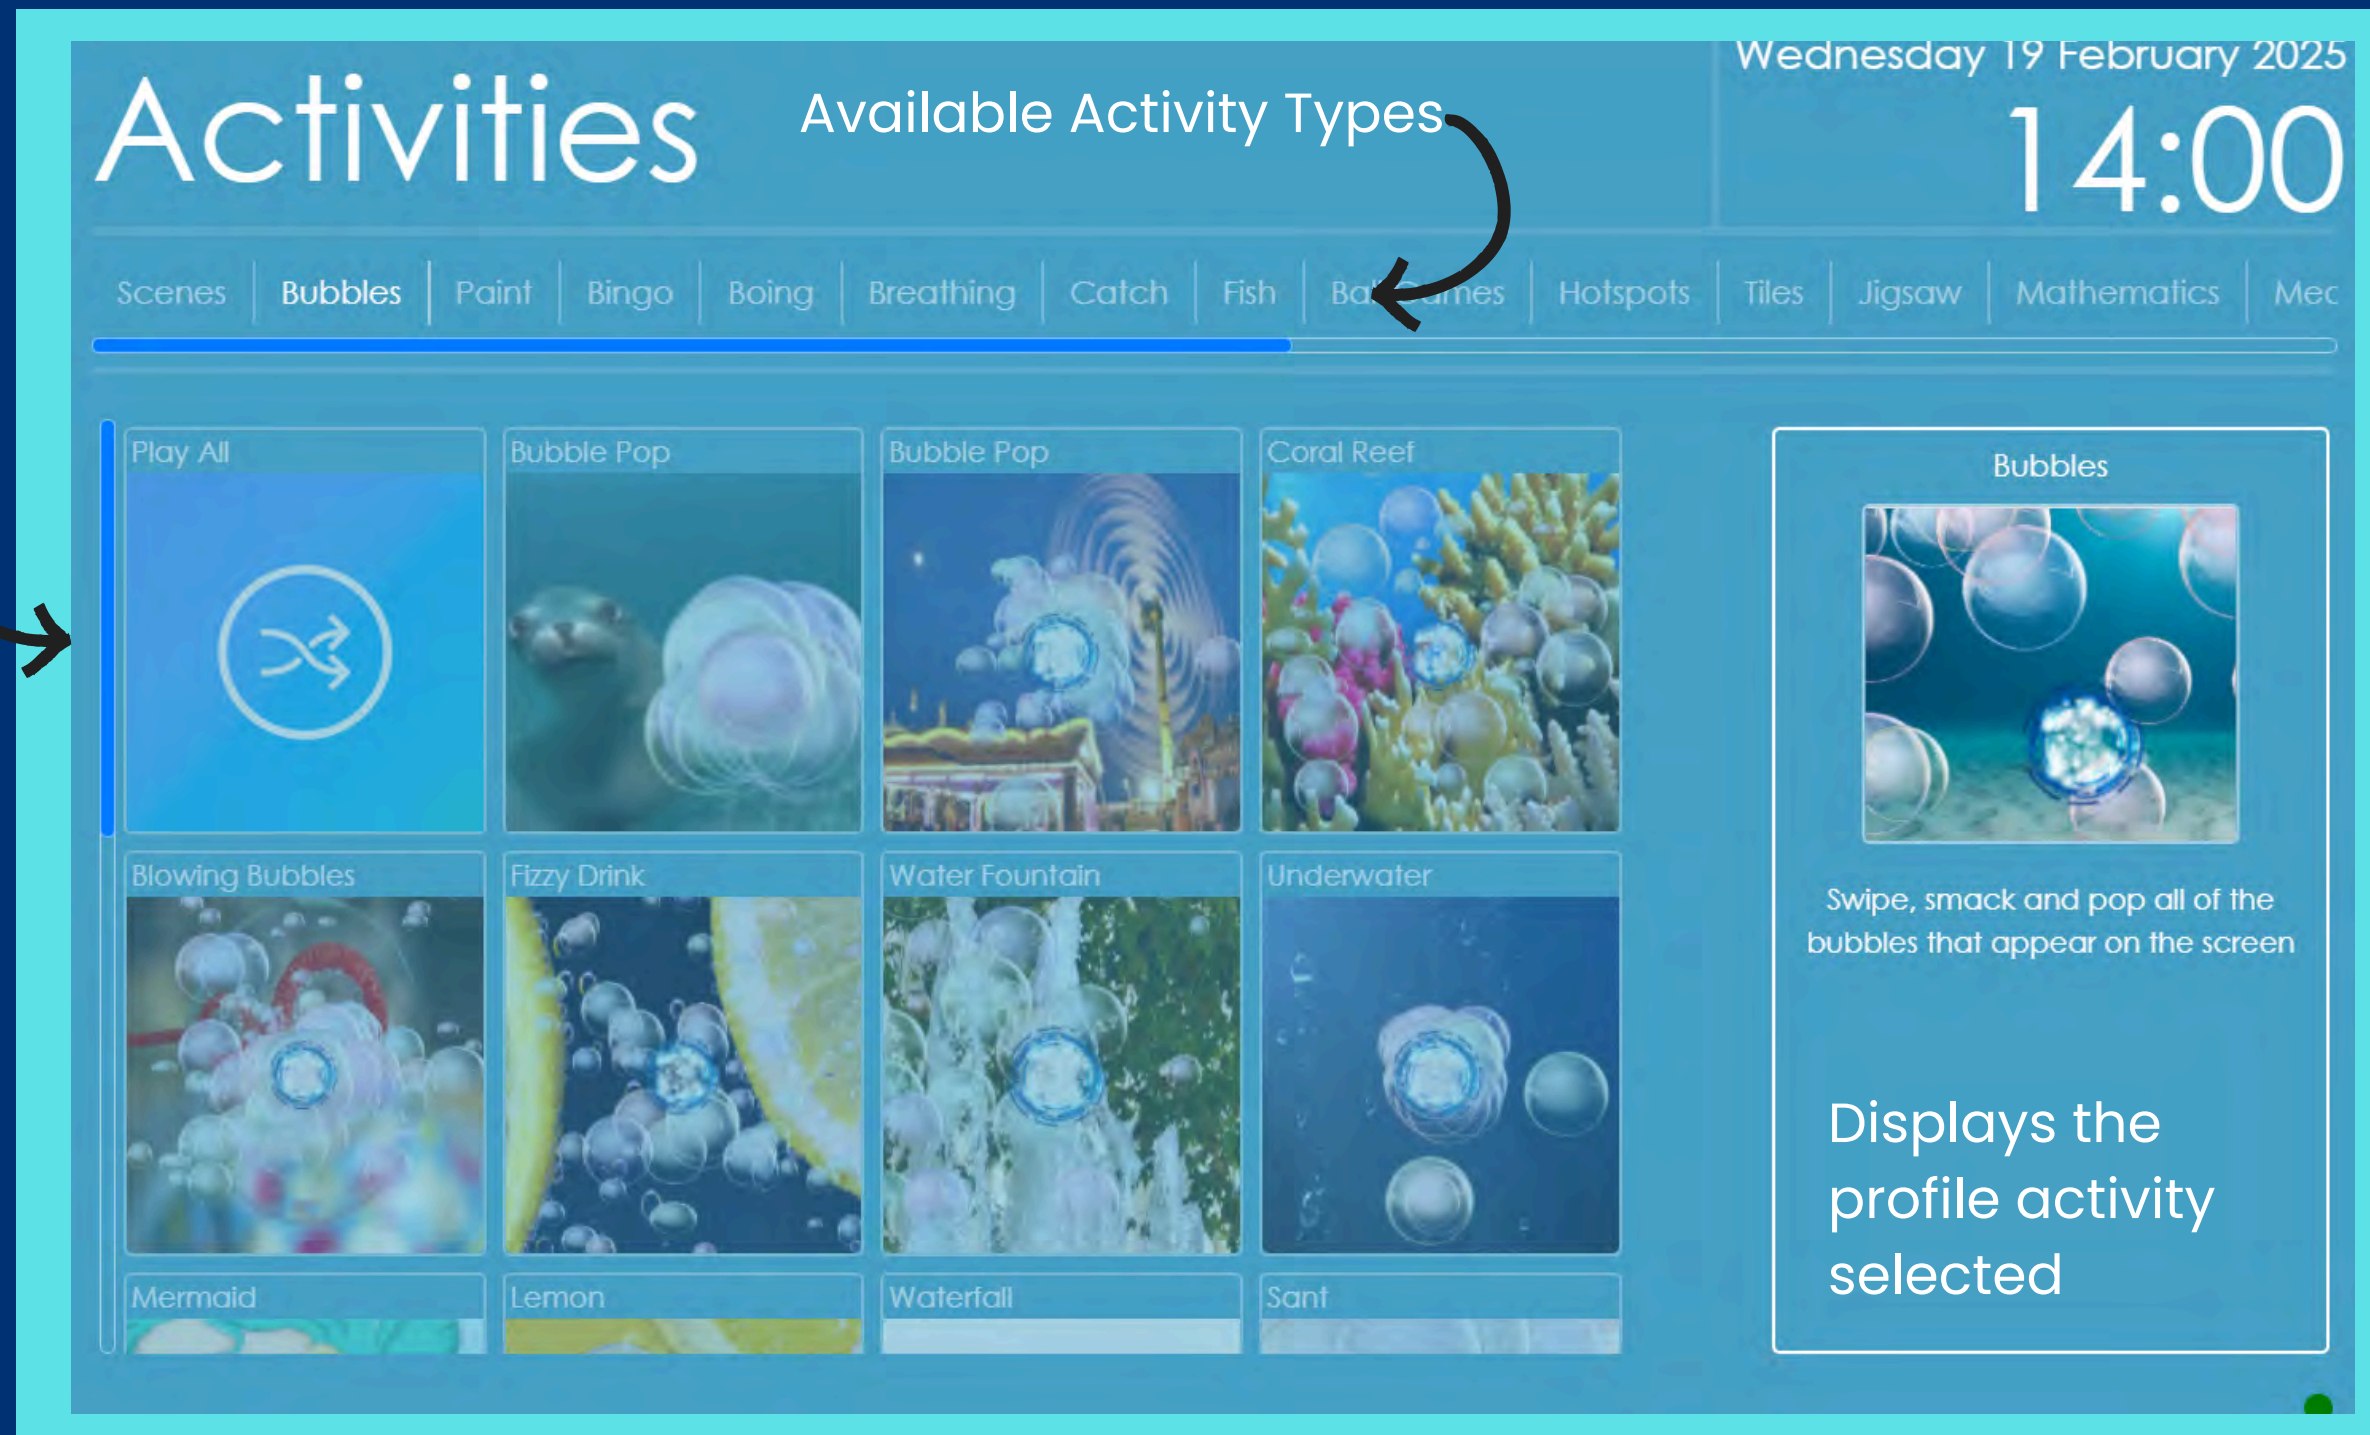 Wednesday 19 February 2025
Activities
Available Activity Types
14:00
Scenes Bubbles Paint Bingo Boing Breathing Catch Fish Hotspots Tiles Jigsaw Mathematics
Play All Bubble Pop Bubble Pop Coral Reef
Blowing Bubbles Fizzy Drink Water Fountain Underwater
Mermaid Lemon Waterfall Sant
Bubbles
Swipe, smack and pop all of the
bubbles that appear on the screen
Displays the
profile activity
selected